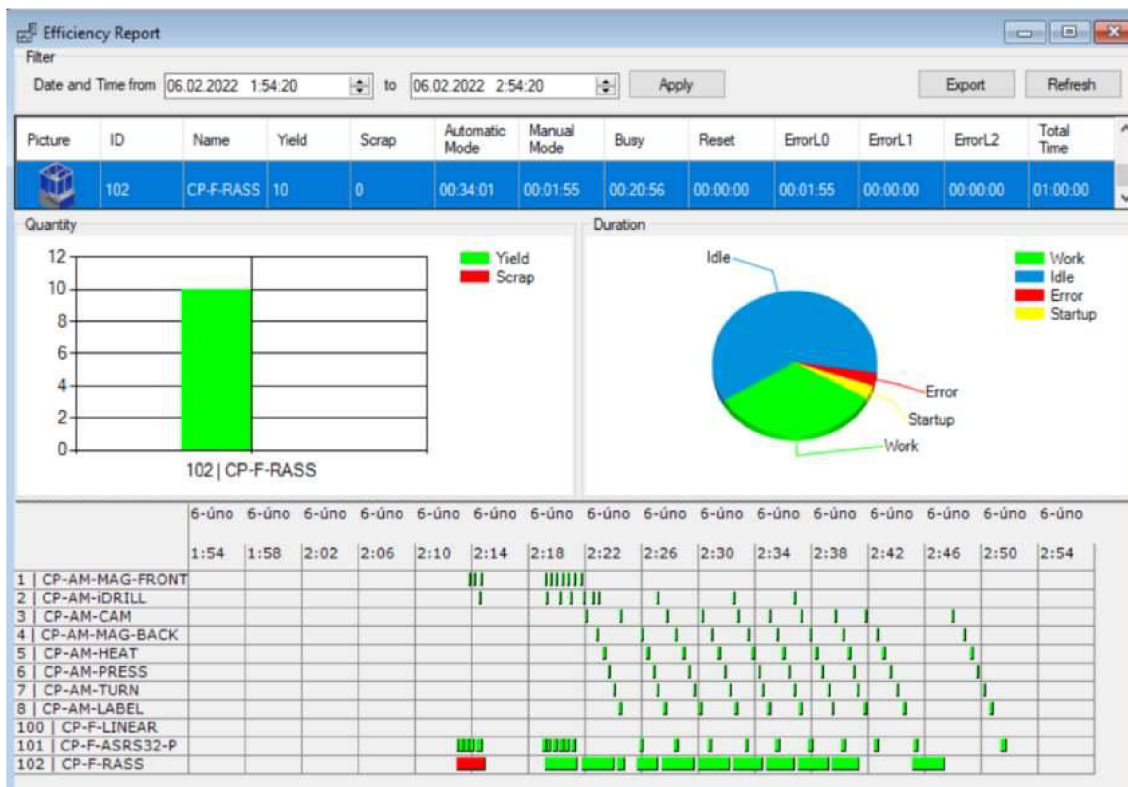 Efficiency Report
Filter
Date and Time from 06.02.2022 1:54:20 to 06.02.2022 2:54:20 Apply Export Refresh
Picture ID Name Yield Scrap Automatic Mode Manual Mode Busy Reset ErrorL0 ErrorL1 ErrorL2 Total Time
102 CP-F-RASS 10 0 00:34:01 00:01:55 00:20:56 00:00:00 00:01:55 00:00:00 00:00:00 01:00:00
Quantity
12
10
8
6
4
2
0
102 | CP-F-RASS
Yield
Scrap
Duration
Idle
Error
Startup
Work
Work
Idle
Error
Startup
6-úno 6-úno 6-úno 6-úno 6-úno 6-úno 6-úno 6-úno 6-úno 6-úno 6-úno 6-úno 6-úno 6-úno 6-úno 6-úno
1:54 1:58 2:02 2:06 2:10 2:14 2:18 2:22 2:26 2:30 2:34 2:38 2:42 2:46 2:50 2:54
1 | CP-AM-MAG-FRONT
2 | CP-AM-iDRILL
3 | CP-AM-CAM
4 | CP-AM-MAG-BACK
5 | CP-AM-HEAT
6 | CP-AM-PRESS
7 | CP-AM-TURN
8 | CP-AM-LABEL
100 | CP-F-LINEAR
101 | CP-F-ASRS32-P
102 | CP-F-RASS